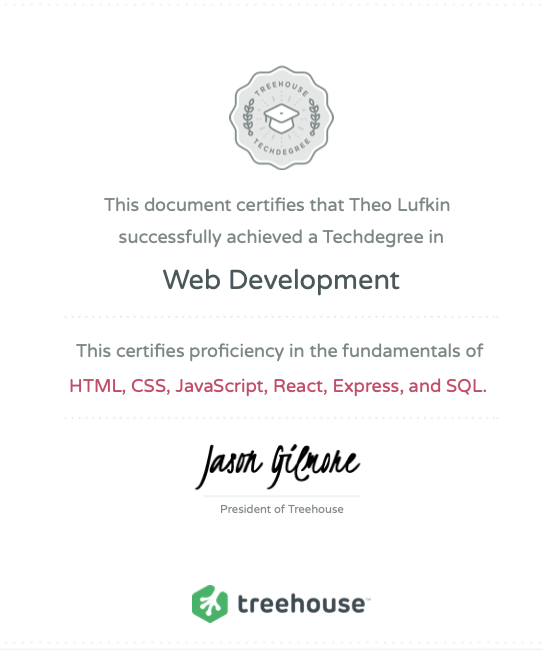 TREEHOUSE
TECHDEGREE
This document certifies that Theo Lufkin
successfully achieved a Techdegree in
Web Development
This certifies proficiency in the fundamentals of
HTML, CSS, JavaScript, React, Express, and SQL.
Jason Gilmore
President of Treehouse
treehouse™